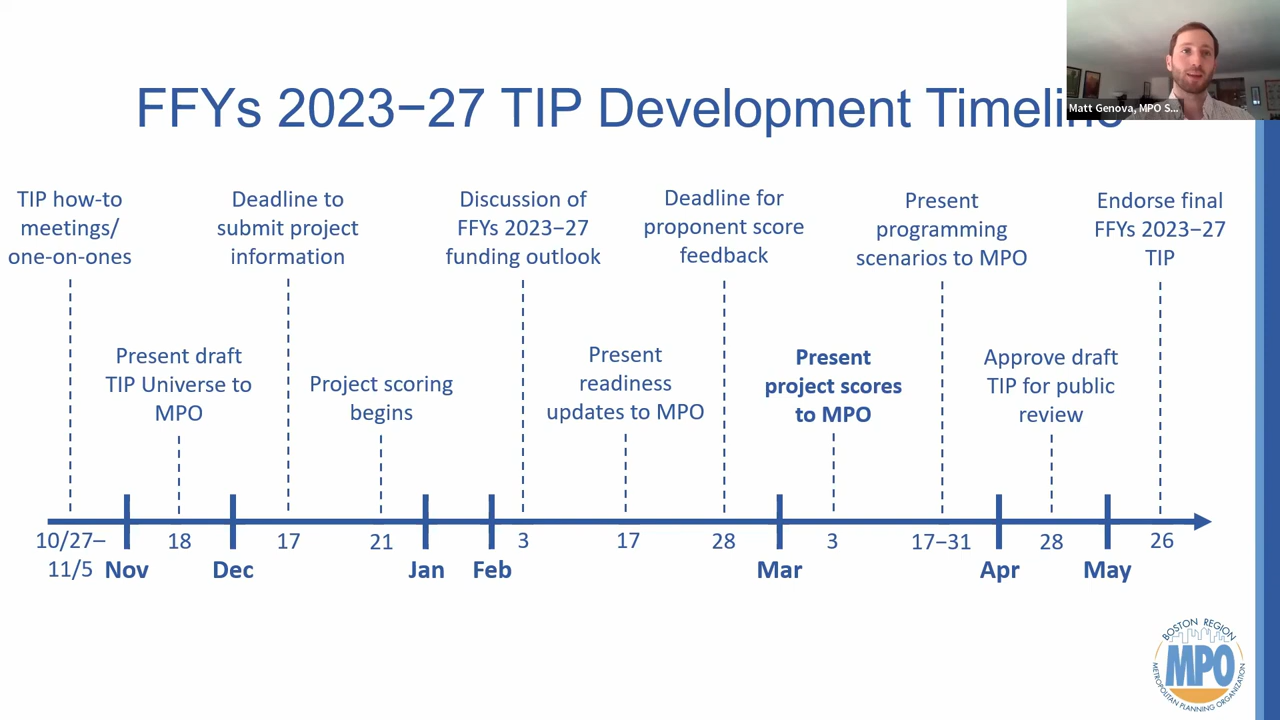 FFYs 2023−27 TIP Development Timeline
Matt Genova, MPO S...
TIP how-to
meetings/
one-on-ones
Deadline to
submit project
information
Discussion of
FFYs 2023−27
funding outlook
Deadline for
proponent score
feedback
Present
programming
scenarios to MPO
Endorse final
FFYs 2023−27
TIP
Present draft
TIP Universe to
MPO
Project scoring
begins
Present
readiness
updates to MPO
Present
project scores
to MPO
Approve draft
TIP for public
review
10/27–
11/5
18
17
21
3
17
28
3
17−31
28
26
Nov
Dec
Jan
Feb
Mar
Apr
May
BOSTON REGION
MPO
METROPOLITAN PLANNING ORGANIZATION